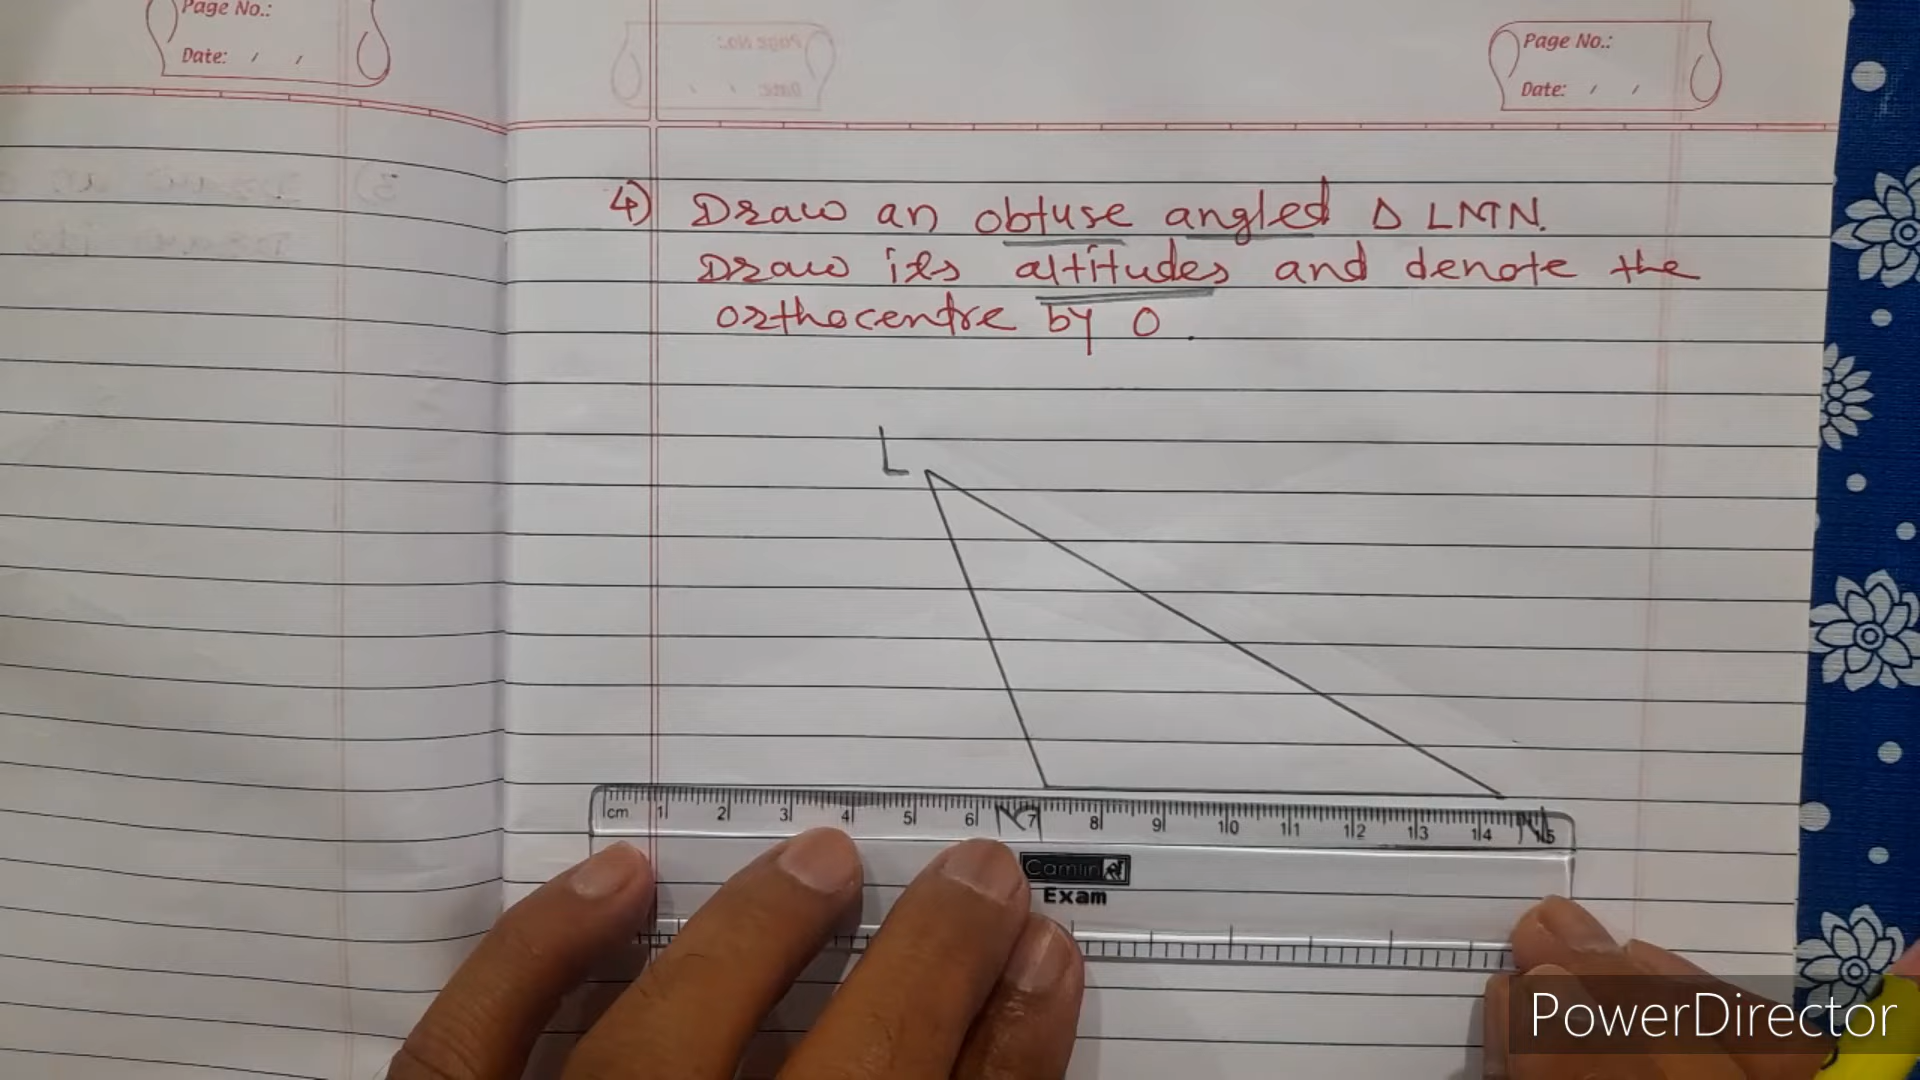 Page No.:
Date: / /
Page No.:
Date: / /
4) Draw an obtuse angled Δ LMN.
Draw its altitudes and denote the
orthocentre by O.
L
cm 1 2 3 4 5 6 7 8 9 10 11 12 13 14 15
Camlin
Exam
PowerDirector